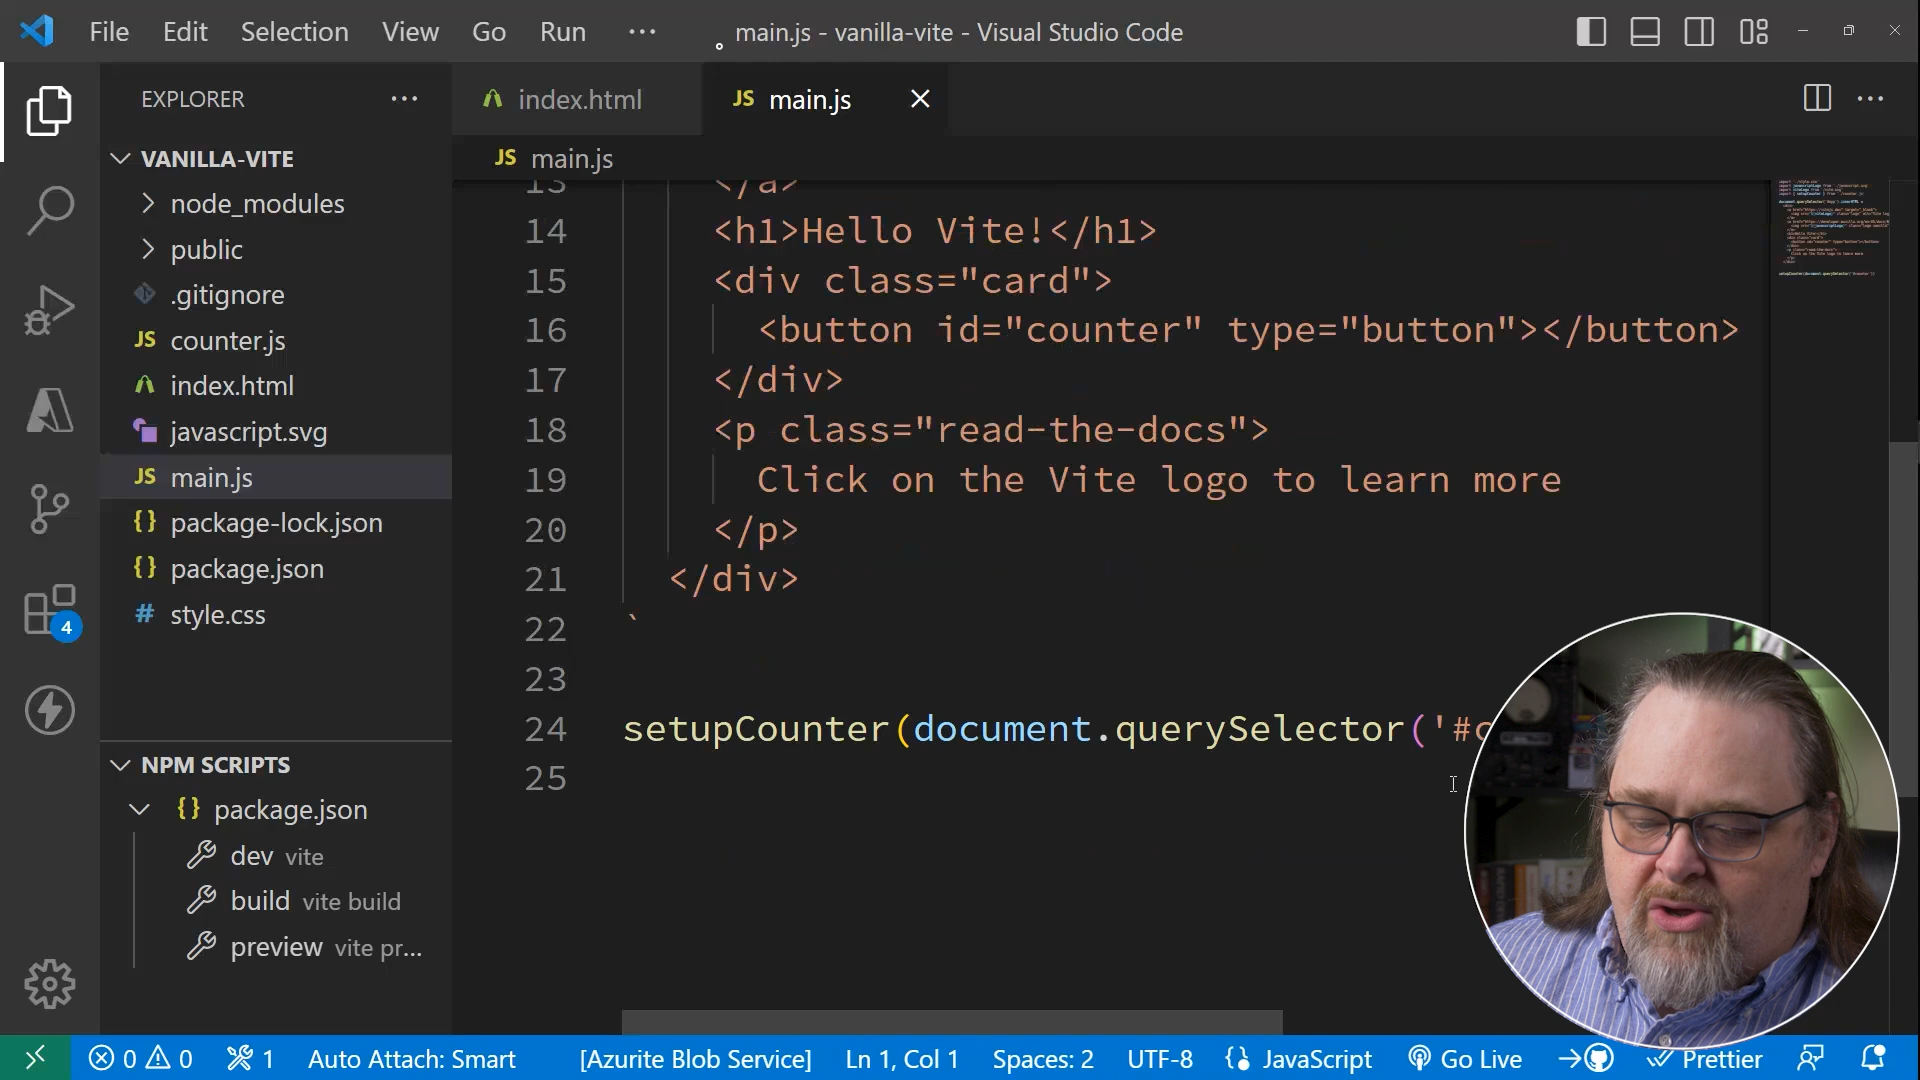 File Edit Selection View Go Run ··· main.js - vanilla-vite - Visual Studio Code
EXPLORER ···
index.html
JS main.js
JS main.js
VANILLA-VITE
node_modules
public
.gitignore
JS counter.js
index.html
javascript.svg
JS main.js
{} package-lock.json
{} package.json
# style.css
NPM SCRIPTS
{} package.json
dev vite
build vite build
preview vite pr...
4
13 </a>
14 <h1>Hello Vite!</h1>
15 <div class="card">
16 <button id="counter" type="button"></button>
17 </div>
18 <p class="read-the-docs">
19 Click on the Vite logo to learn more
20 </p>
21 </div>
22 `
23
24 setupCounter(document.querySelector('#c
25
0 0 1 Auto Attach: Smart [Azurite Blob Service] Ln 1, Col 1 Spaces: 2 UTF-8 {} JavaScript Go Live Prettier